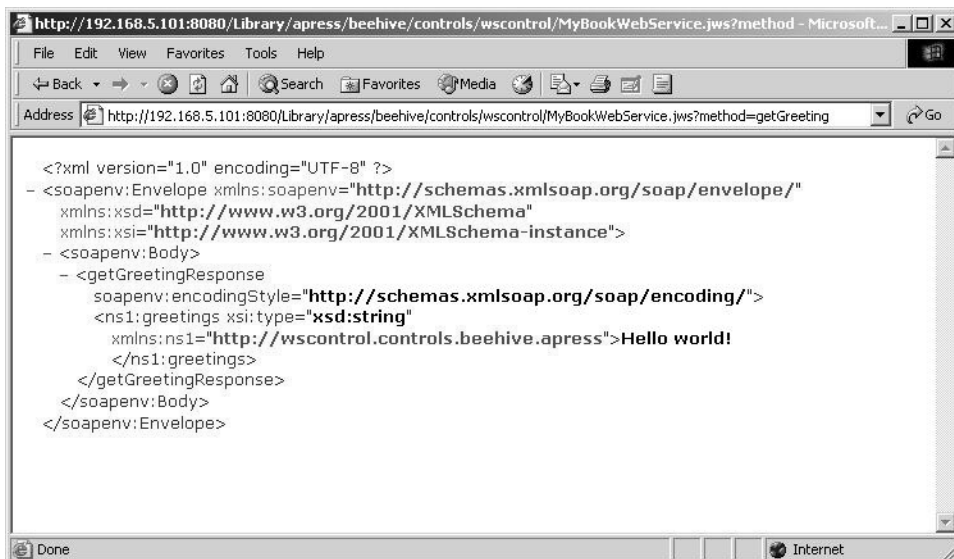 http://192.168.5.101:8080/Library/apress/beehive/controls/wscontrol/MyBookWebService.jws?method - Microsoft...
File Edit View Favorites Tools Help
Back Search Favorites Media
Address http://192.168.5.101:8080/Library/apress/beehive/controls/wscontrol/MyBookWebService.jws?method=getGreeting Go
<?xml version="1.0" encoding="UTF-8" ?>
- <soapenv:Envelope xmlns:soapenv="http://schemas.xmlsoap.org/soap/envelope/"
xmlns:xsd="http://www.w3.org/2001/XMLSchema"
xmlns:xsi="http://www.w3.org/2001/XMLSchema-instance">
- <soapenv:Body>
- <getGreetingResponse
soapenv:encodingStyle="http://schemas.xmlsoap.org/soap/encoding/">
<ns1:greetings xsi:type="xsd:string"
xmlns:ns1="http://wscontrol.controls.beehive.apress">Hello world!
</ns1:greetings>
</getGreetingResponse>
</soapenv:Body>
</soapenv:Envelope>
Done Internet